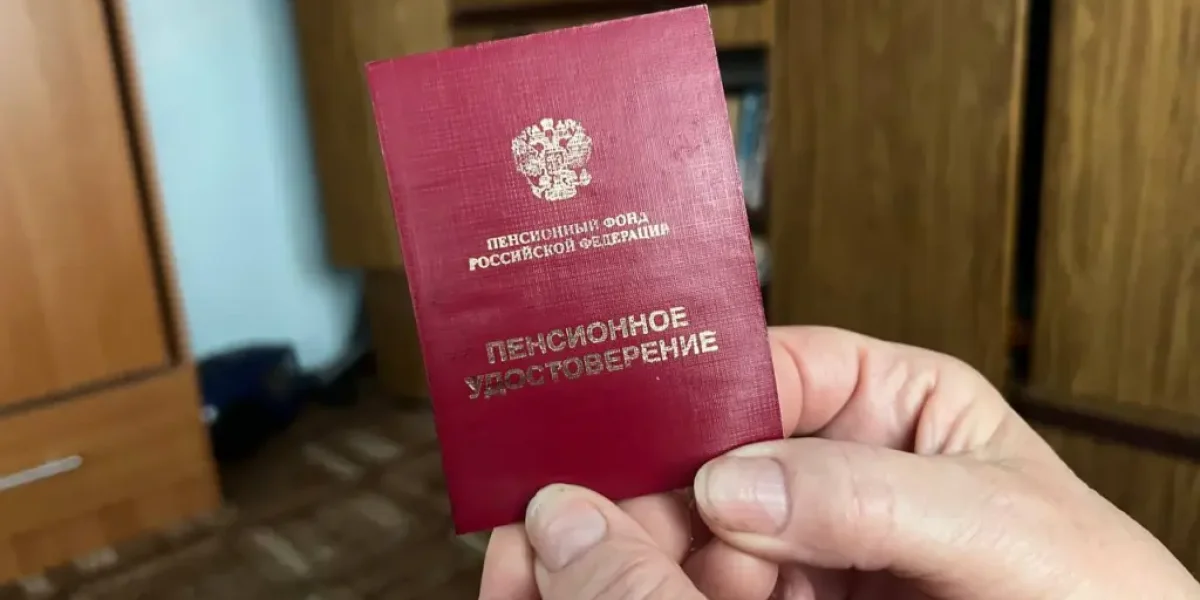 ПЕНСИОННЫЙ ФОНД
РОССИЙСКОЙ ФЕДЕРАЦИИ
ПЕНСИОННОЕ
УДОСТОВЕРЕНИЕ